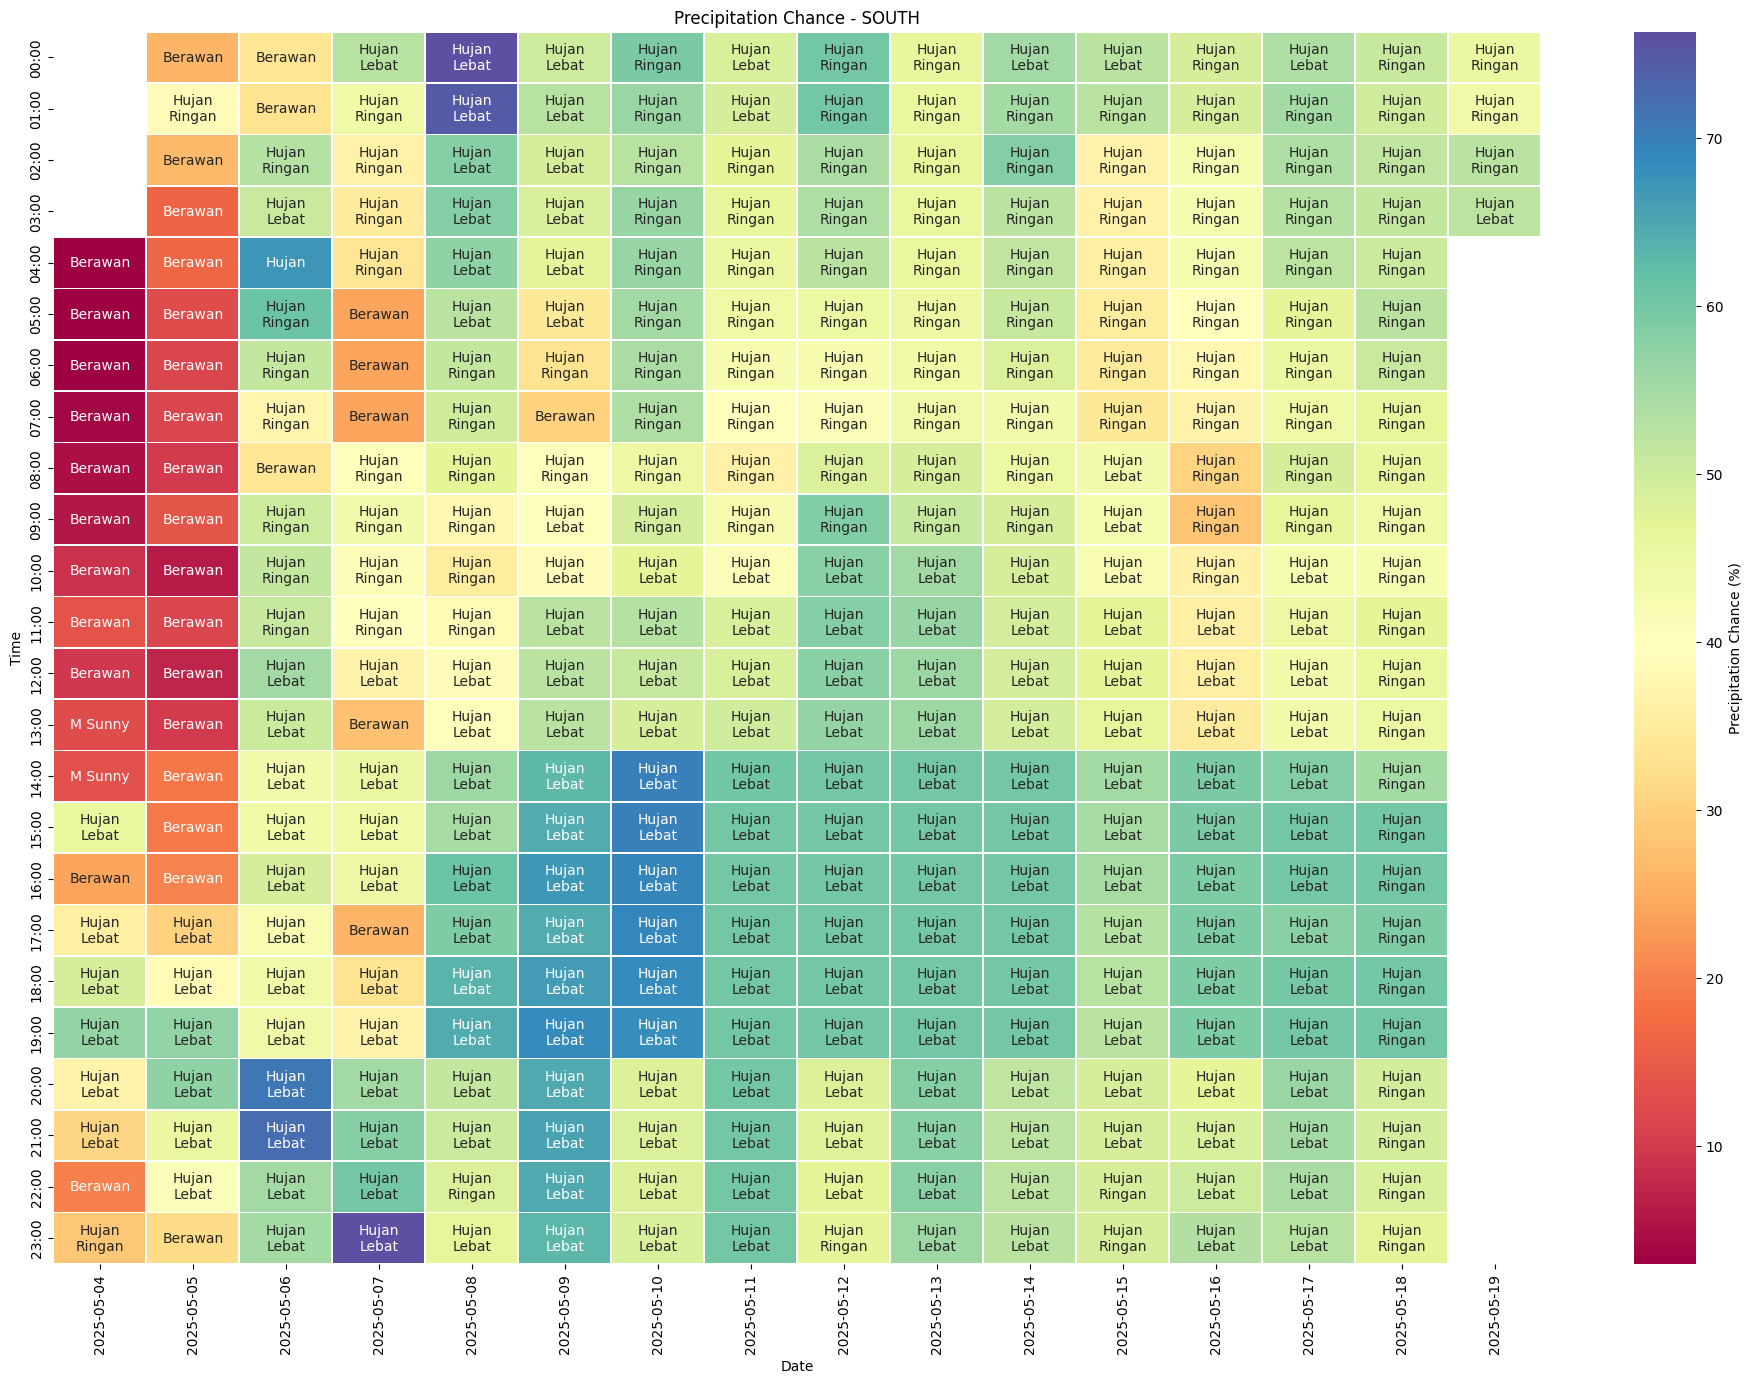 Precipitation Chance - SOUTH
00:00 Berawan Berawan Hujan Lebat Hujan Lebat Hujan Lebat Hujan Ringan Hujan Lebat Hujan Ringan Hujan Ringan Hujan Lebat Hujan Lebat Hujan Ringan Hujan Lebat Hujan Ringan Hujan Ringan
01:00 Hujan Ringan Berawan Hujan Ringan Hujan Lebat Hujan Lebat Hujan Ringan Hujan Lebat Hujan Ringan Hujan Ringan Hujan Ringan Hujan Ringan Hujan Ringan Hujan Ringan Hujan Ringan Hujan Ringan
02:00 Berawan Hujan Ringan Hujan Ringan Hujan Lebat Hujan Lebat Hujan Ringan Hujan Ringan Hujan Ringan Hujan Ringan Hujan Ringan Hujan Ringan Hujan Ringan Hujan Ringan Hujan Ringan Hujan Ringan
03:00 Berawan Hujan Lebat Hujan Ringan Hujan Lebat Hujan Lebat Hujan Ringan Hujan Ringan Hujan Ringan Hujan Ringan Hujan Ringan Hujan Ringan Hujan Ringan Hujan Ringan Hujan Ringan Hujan Lebat
04:00 Berawan Berawan Hujan Hujan Ringan Hujan Lebat Hujan Lebat Hujan Ringan Hujan Ringan Hujan Ringan Hujan Ringan Hujan Ringan Hujan Ringan Hujan Ringan Hujan Ringan Hujan Ringan
05:00 Berawan Berawan Hujan Ringan Berawan Hujan Lebat Hujan Lebat Hujan Ringan Hujan Ringan Hujan Ringan Hujan Ringan Hujan Ringan Hujan Ringan Hujan Ringan Hujan Ringan Hujan Ringan
06:00 Berawan Berawan Hujan Ringan Berawan Hujan Ringan Hujan Ringan Hujan Ringan Hujan Ringan Hujan Ringan Hujan Ringan Hujan Ringan Hujan Ringan Hujan Ringan Hujan Ringan Hujan Ringan
07:00 Berawan Berawan Hujan Ringan Berawan Hujan Ringan Berawan Hujan Ringan Hujan Ringan Hujan Ringan Hujan Ringan Hujan Ringan Hujan Ringan Hujan Ringan Hujan Ringan Hujan Ringan
08:00 Berawan Berawan Berawan Hujan Ringan Hujan Ringan Hujan Ringan Hujan Ringan Hujan Ringan Hujan Ringan Hujan Ringan Hujan Ringan Hujan Lebat Hujan Ringan Hujan Ringan Hujan Ringan
09:00 Berawan Berawan Hujan Ringan Hujan Ringan Hujan Ringan Hujan Lebat Hujan Ringan Hujan Ringan Hujan Ringan Hujan Ringan Hujan Ringan Hujan Lebat Hujan Ringan Hujan Ringan Hujan Ringan
10:00 Berawan Berawan Hujan Ringan Hujan Ringan Hujan Ringan Hujan Lebat Hujan Lebat Hujan Lebat Hujan Lebat Hujan Lebat Hujan Lebat Hujan Lebat Hujan Ringan Hujan Lebat Hujan Ringan
11:00 Berawan Berawan Hujan Ringan Hujan Ringan Hujan Ringan Hujan Lebat Hujan Lebat Hujan Lebat Hujan Lebat Hujan Lebat Hujan Lebat Hujan Lebat Hujan Lebat Hujan Lebat Hujan Ringan
12:00 Berawan Berawan Hujan Lebat Hujan Lebat Hujan Lebat Hujan Lebat Hujan Lebat Hujan Lebat Hujan Lebat Hujan Lebat Hujan Lebat Hujan Lebat Hujan Lebat Hujan Lebat Hujan Ringan
13:00 M Sunny Berawan Hujan Lebat Berawan Hujan Lebat Hujan Lebat Hujan Lebat Hujan Lebat Hujan Lebat Hujan Lebat Hujan Lebat Hujan Lebat Hujan Lebat Hujan Lebat Hujan Ringan
14:00 M Sunny Berawan Hujan Lebat Hujan Lebat Hujan Lebat Hujan Lebat Hujan Lebat Hujan Lebat Hujan Lebat Hujan Lebat Hujan Lebat Hujan Lebat Hujan Lebat Hujan Lebat Hujan Ringan
15:00 Hujan Lebat Berawan Hujan Lebat Hujan Lebat Hujan Lebat Hujan Lebat Hujan Lebat Hujan Lebat Hujan Lebat Hujan Lebat Hujan Lebat Hujan Lebat Hujan Lebat Hujan Lebat Hujan Ringan
16:00 Berawan Berawan Hujan Lebat Hujan Lebat Hujan Lebat Hujan Lebat Hujan Lebat Hujan Lebat Hujan Lebat Hujan Lebat Hujan Lebat Hujan Lebat Hujan Lebat Hujan Lebat Hujan Ringan
17:00 Hujan Lebat Hujan Lebat Hujan Lebat Berawan Hujan Lebat Hujan Lebat Hujan Lebat Hujan Lebat Hujan Lebat Hujan Lebat Hujan Lebat Hujan Lebat Hujan Lebat Hujan Lebat Hujan Ringan
18:00 Hujan Lebat Hujan Lebat Hujan Lebat Hujan Lebat Hujan Lebat Hujan Lebat Hujan Lebat Hujan Lebat Hujan Lebat Hujan Lebat Hujan Lebat Hujan Lebat Hujan Lebat Hujan Lebat Hujan Ringan
19:00 Hujan Lebat Hujan Lebat Hujan Lebat Hujan Lebat Hujan Lebat Hujan Lebat Hujan Lebat Hujan Lebat Hujan Lebat Hujan Lebat Hujan Lebat Hujan Lebat Hujan Lebat Hujan Lebat Hujan Ringan
20:00 Hujan Lebat Hujan Lebat Hujan Lebat Hujan Lebat Hujan Lebat Hujan Lebat Hujan Lebat Hujan Lebat Hujan Lebat Hujan Lebat Hujan Lebat Hujan Lebat Hujan Lebat Hujan Lebat Hujan Ringan
21:00 Hujan Lebat Hujan Lebat Hujan Lebat Hujan Lebat Hujan Lebat Hujan Lebat Hujan Lebat Hujan Lebat Hujan Lebat Hujan Lebat Hujan Lebat Hujan Lebat Hujan Lebat Hujan Lebat Hujan Ringan
22:00 Berawan Hujan Lebat Hujan Lebat Hujan Lebat Hujan Ringan Hujan Lebat Hujan Lebat Hujan Lebat Hujan Lebat Hujan Lebat Hujan Lebat Hujan Ringan Hujan Lebat Hujan Lebat Hujan Ringan
23:00 Hujan Ringan Berawan Hujan Lebat Hujan Lebat Hujan Lebat Hujan Lebat Hujan Lebat Hujan Lebat Hujan Ringan Hujan Lebat Hujan Lebat Hujan Ringan Hujan Lebat Hujan Lebat Hujan Ringan
2025-05-04 2025-05-05 2025-05-06 2025-05-07 2025-05-08 2025-05-09 2025-05-10 2025-05-11 2025-05-12 2025-05-13 2025-05-14 2025-05-15 2025-05-16 2025-05-17 2025-05-18 2025-05-19
Date
Time
70
60
50
40
30
20
10
Precipitation Chance (%)